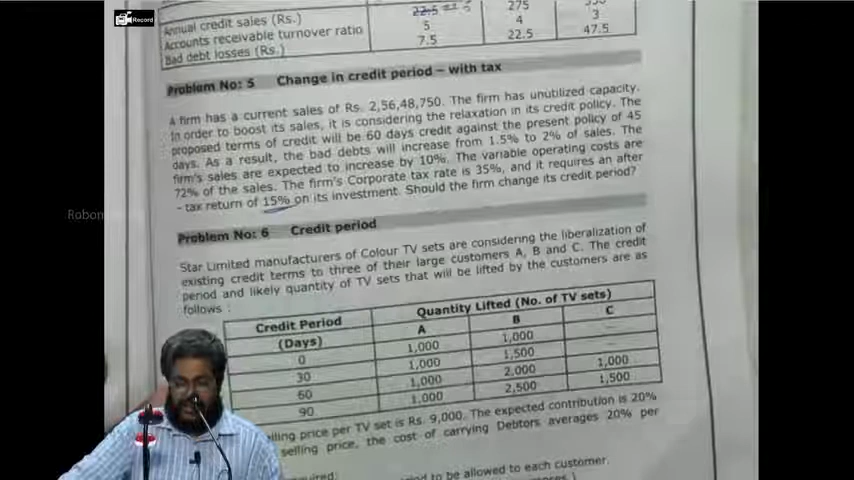 Record
Annual credit sales (Rs.) 22.5 275
Accounts receivable turnover ratio 5 4 3
Bad debt losses (Rs.) 7.5 22.5 47.5
Problem No: 5 Change in credit period – with tax
A firm has a current sales of Rs. 2,56,48,750. The firm has unutilized capacity.
In order to boost its sales, it is considering the relaxation in its credit policy. The
proposed terms of credit will be 60 days credit against the present policy of 45
days. As a result, the bad debts will increase from 1.5% to 2% of sales. The
firm's sales are expected to increase by 10%. The variable operating costs are
72% of the sales. The firm's Corporate tax rate is 35%, and it requires an after
- tax return of 15% on its investment. Should the firm change its credit period?
Problem No: 6 Credit period
Star Limited manufacturers of Colour TV sets are considering the liberalization of
existing credit terms to three of their large customers A, B and C. The credit
period and likely quantity of TV sets that will be lifted by the customers are as
follows :
Credit Period (Days) Quantity Lifted (No. of TV sets)
A B C
0 1,000 1,000
30 1,000 1,500
60 1,000 2,000 1,000
90 1,000 2,500 1,500
lling price per TV set is Rs. 9,000. The expected contribution is 20%
selling price, the cost of carrying Debtors averages 20% per
to be allowed to each customer.